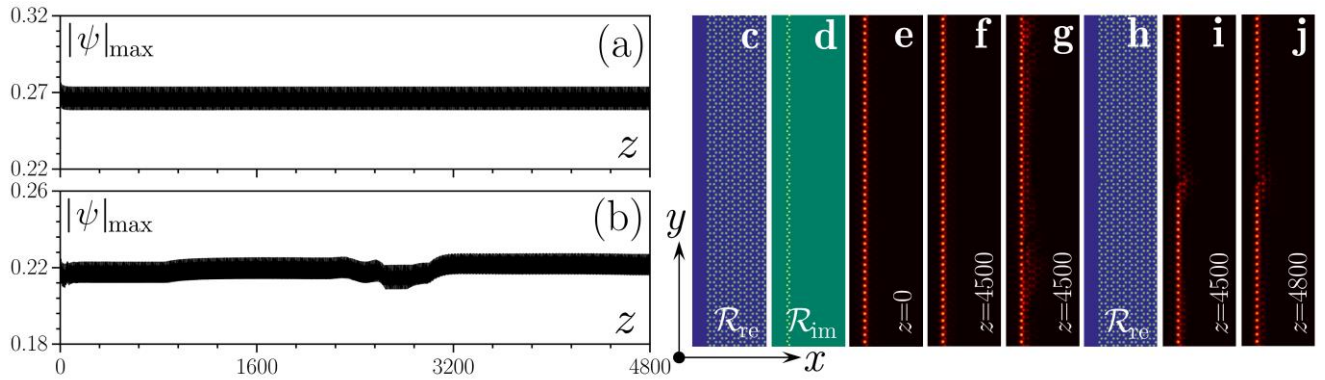 0.32
|ψ|max
(a)
0.27
z
0.22
0.26
|ψ|max
(b)
0.22
z
0.18
0 1600 3200 4800
c d e f g h i j
z=0 z=4500 z=4500 z=4500 z=4800
y
ℛre ℛim ℛre
x